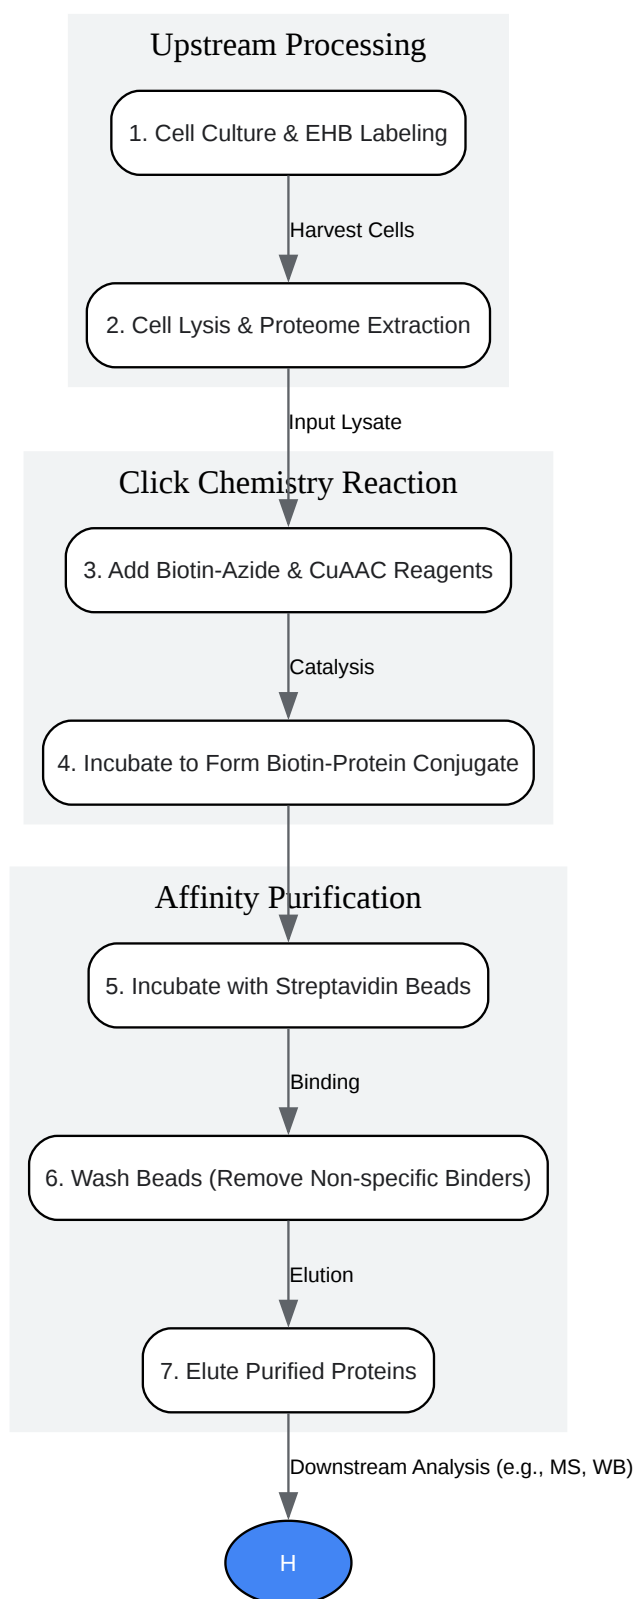 Upstream Processing
1. Cell Culture & EHB Labeling
Harvest Cells
2. Cell Lysis & Proteome Extraction
Input Lysate
Click Chemistry Reaction
3. Add Biotin-Azide & CuAAC Reagents
Catalysis
4. Incubate to Form Biotin-Protein Conjugate
Affinity Purification
5. Incubate with Streptavidin Beads
Binding
6. Wash Beads (Remove Non-specific Binders)
Elution
7. Elute Purified Proteins
Downstream Analysis (e.g., MS, WB)
H